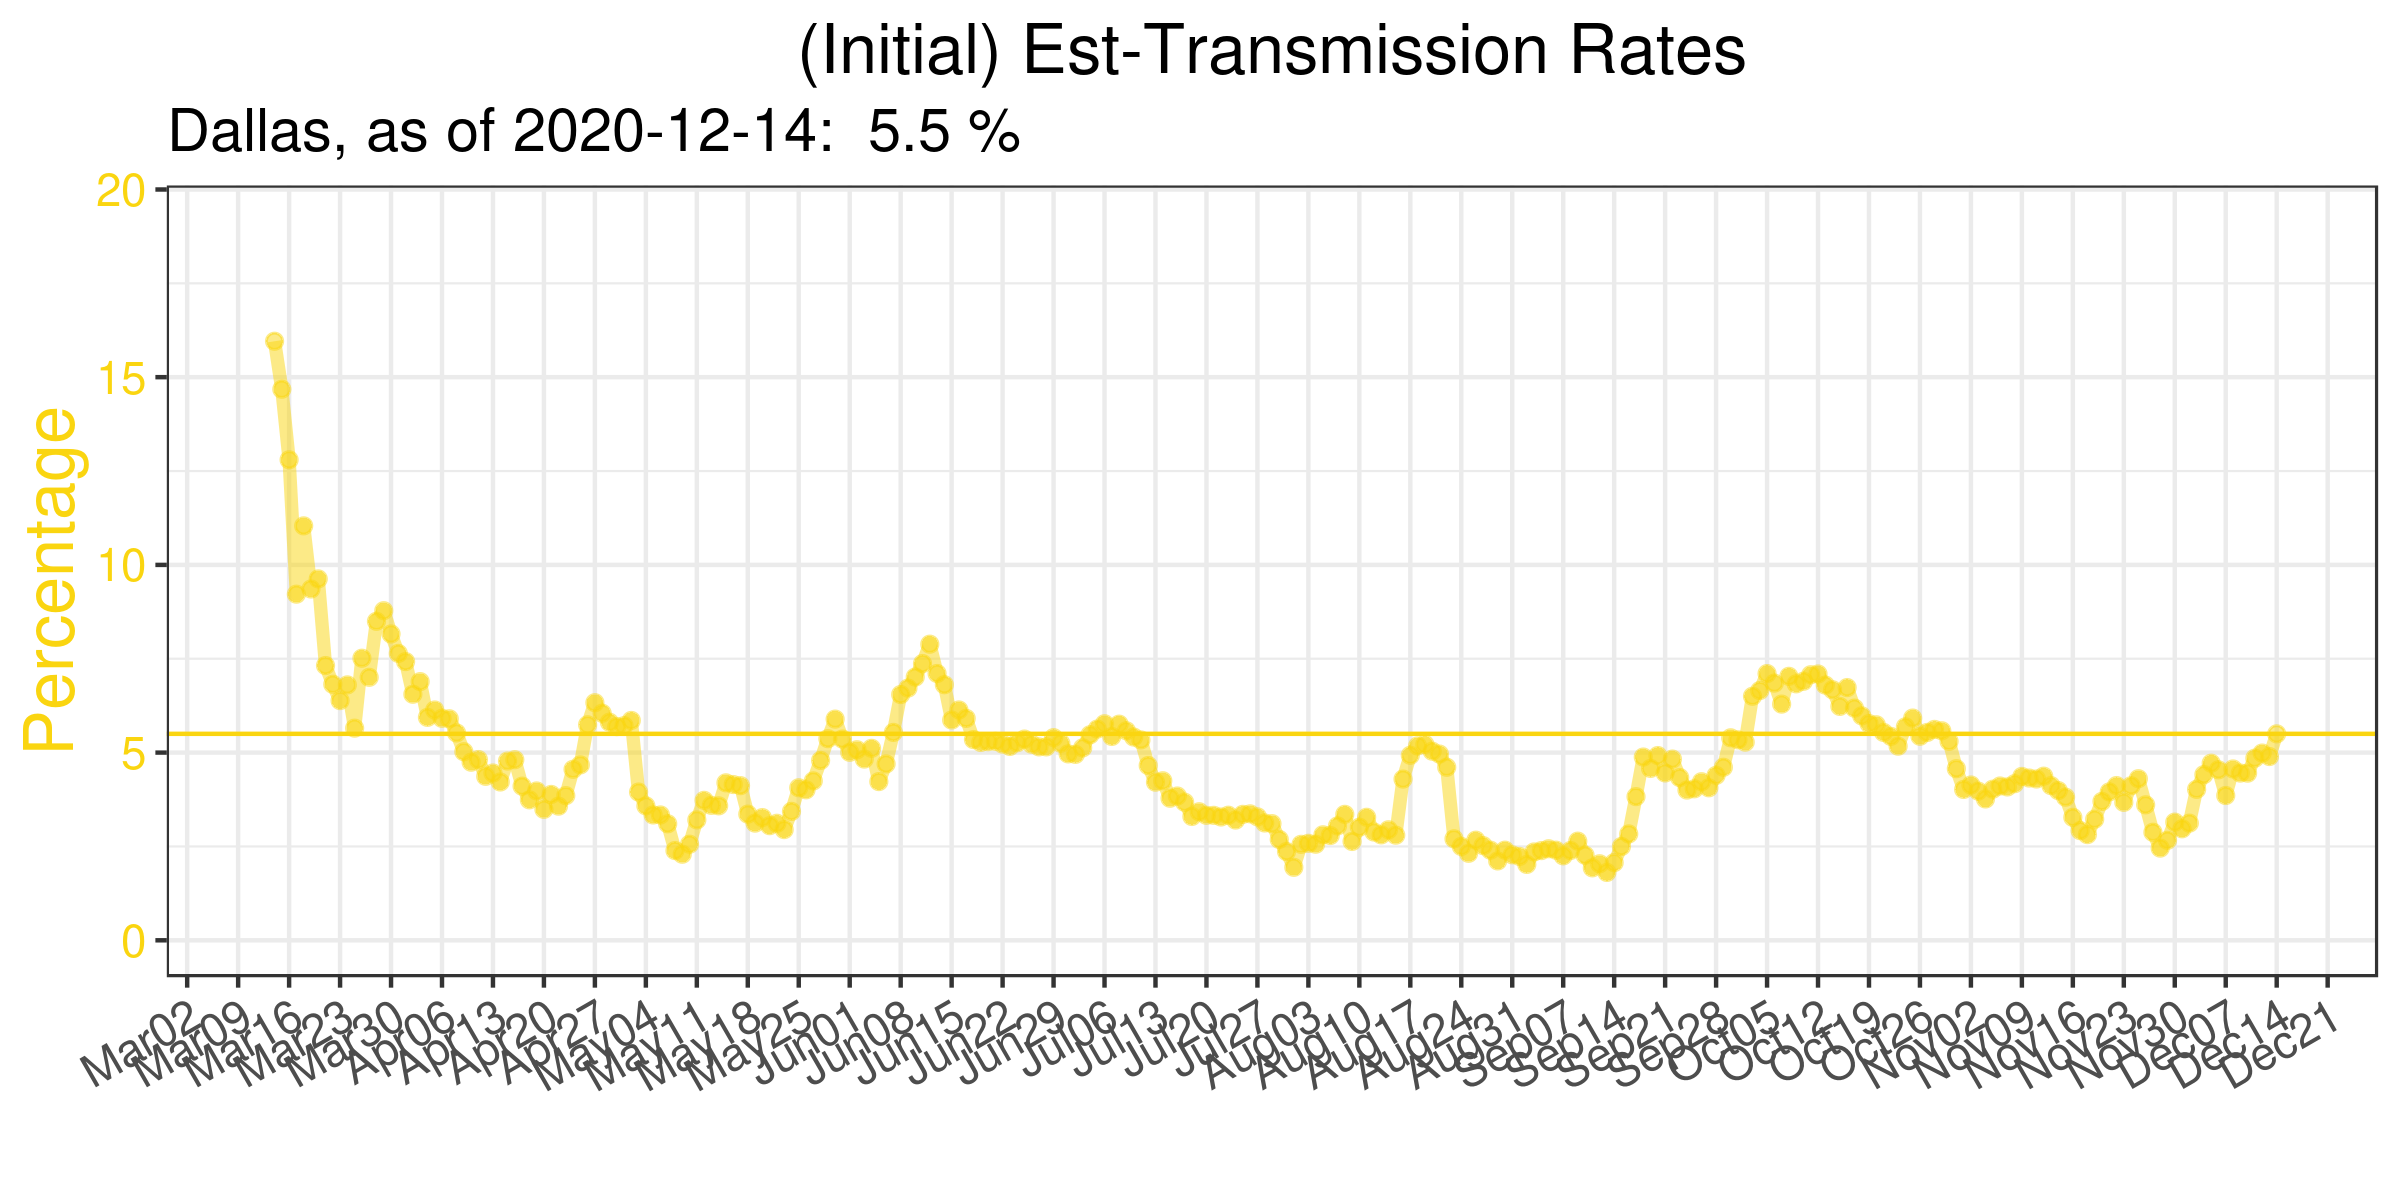 (Initial) Est-Transmission Rates
Dallas, as of 2020-12-14:  5.5 %
Percentage
20
15
10
5
0
Mar02
Mar09
Mar16
Mar23
Mar30
Apr06
Apr13
Apr20
Apr27
May04
May11
May18
May25
Jun01
Jun08
Jun15
Jun22
Jun29
Jul06
Jul13
Jul20
Jul27
Aug03
Aug10
Aug17
Aug24
Aug31
Sep07
Sep14
Sep21
Sep28
Oct05
Oct12
Oct19
Oct26
Nov02
Nov09
Nov16
Nov23
Nov30
Dec07
Dec14
Dec21